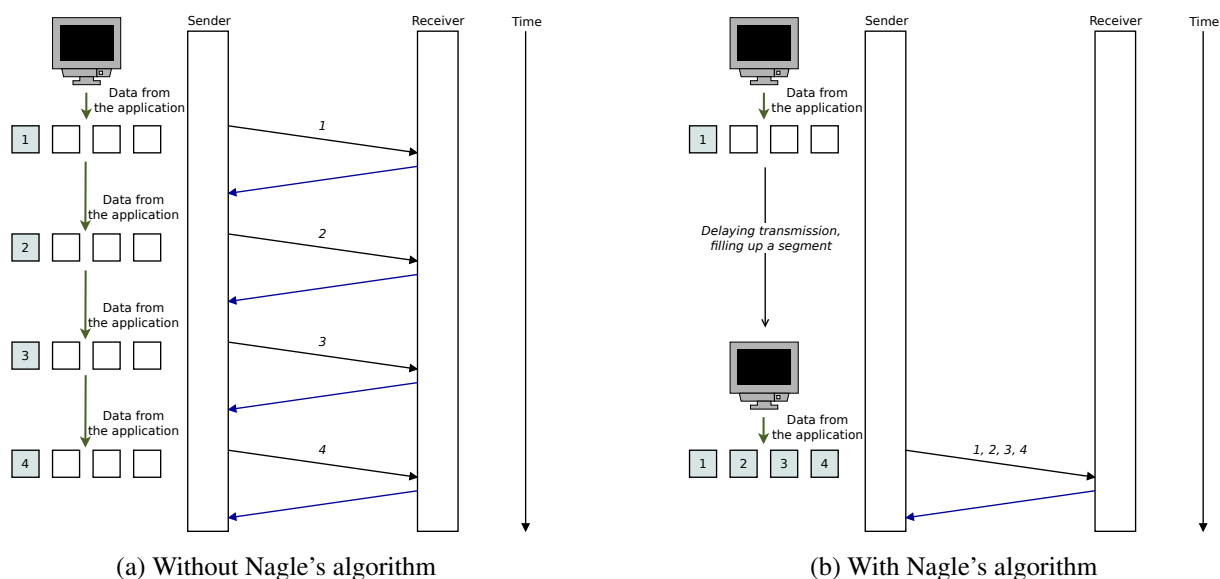 Sender
Receiver
Time
Data from
the application
1
1
Data from
the application
2
2
Data from
the application
3
3
Data from
the application
4
4
(a) Without Nagle's algorithm
Sender
Receiver
Time
Data from
the application
1
Delaying transmission,
filling up a segment
Data from
the application
1 2 3 4
1, 2, 3, 4
(b) With Nagle's algorithm